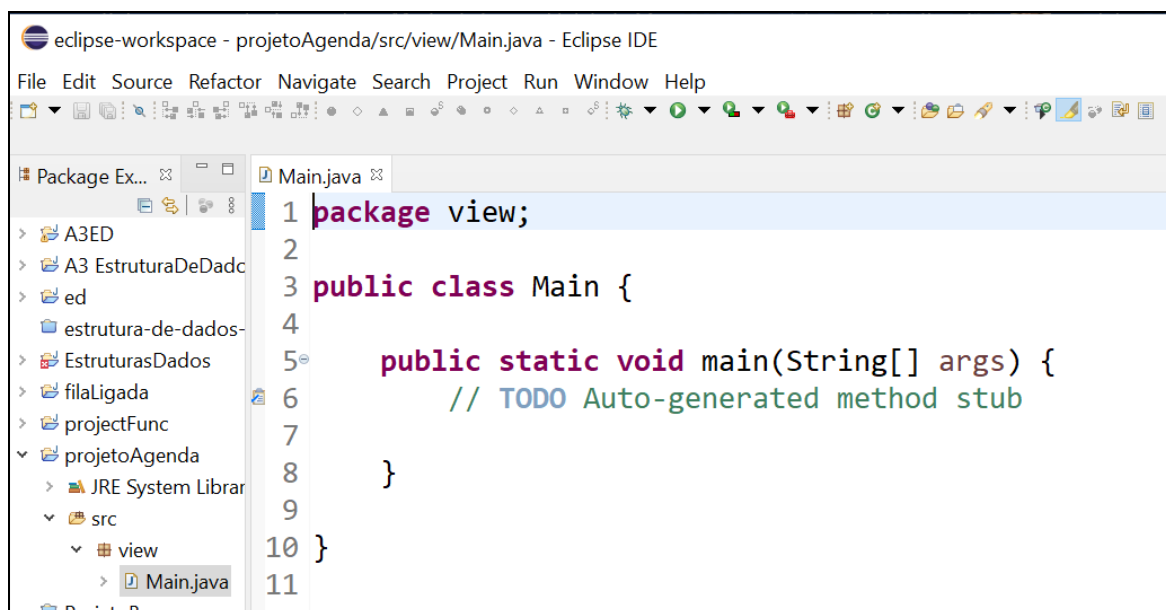 eclipse-workspace - projetoAgenda/src/view/Main.java - Eclipse IDE
File Edit Source Refactor Navigate Search Project Run Window Help
Package Ex...
Main.java
A3ED
A3 EstruturaDeDadc
ed
estrutura-de-dados-
EstruturasDados
filaLigada
projectFunc
projetoAgenda
JRE System Librar
src
view
Main.java
1 package view;
2
3 public class Main {
4
5 public static void main(String[] args) {
6 // TODO Auto-generated method stub
7
8 }
9
10 }
11